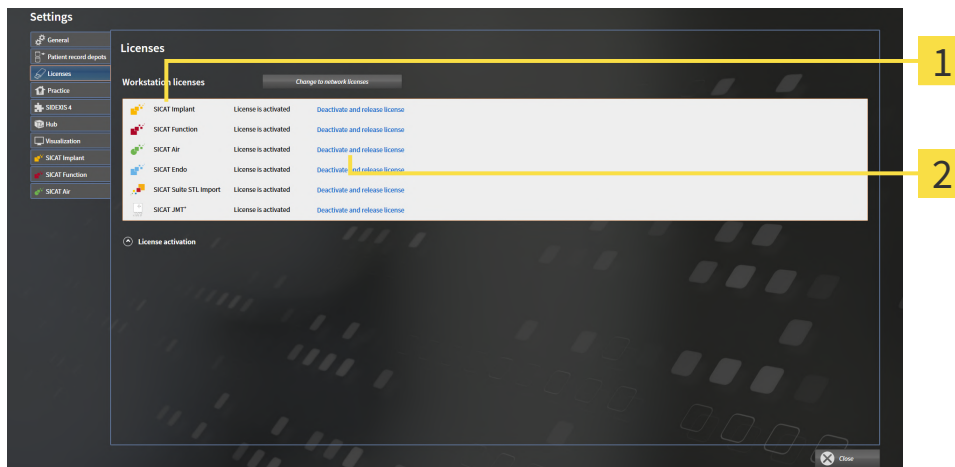 Settings
General
Patient record depots
Licenses
Practice
SIDEXIS 4
Hub
Visualization
SICAT Implant
SICAT Function
SICAT Air
Licenses
Workstation licenses
Change to network licenses
SICAT Implant License is activated Deactivate and release license
SICAT Function License is activated Deactivate and release license
SICAT Air License is activated Deactivate and release license
SICAT Endo License is activated Deactivate and release license
SICAT Suite STL Import License is activated Deactivate and release license
SICAT JMT+ License is activated Deactivate and release license
License activation
Close
1
2